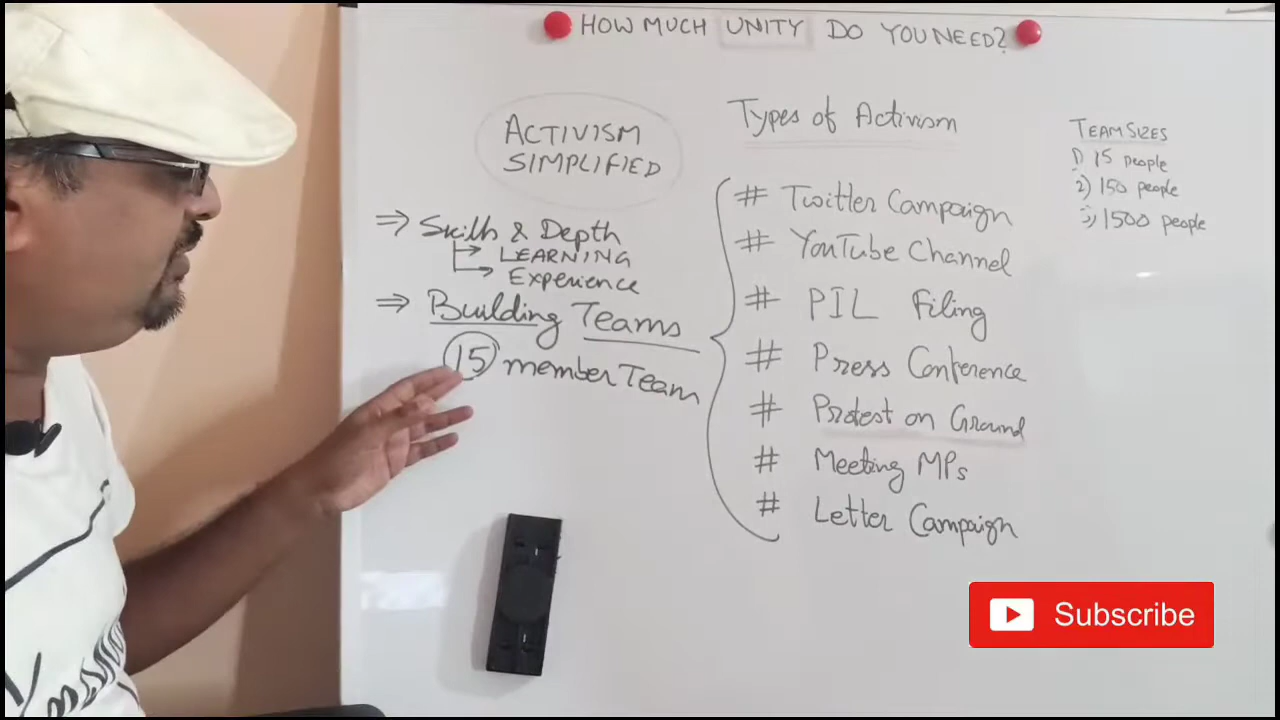 HOW MUCH UNITY DO YOU NEED?
ACTIVISM
SIMPLIFIED
⇒ Skills & Depth
LEARNING
Experience
⇒ Building Teams
15 member Team
Types of Activism
# Twitter Campaign
# YouTube Channel
# PIL Filing
# Press Conference
# Protest on Ground
# Meeting MPs
# Letter Campaign
TEAM SIZES
1) 15 people
2) 150 people
3) 1500 people
Subscribe